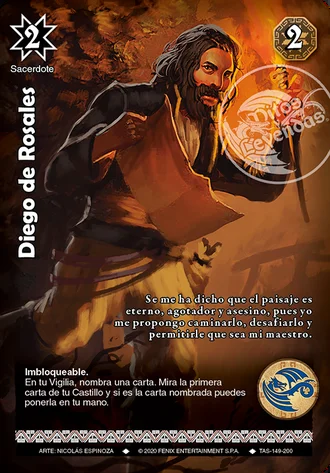 2
2
Sacerdote
Diego de Rosales
Mitos
Leyendas
Se me ha dicho que el paisaje es
eterno, agotador y asesino, pues yo
me propongo caminarlo, desafiarlo y
permitirle que sea mi maestro.
Imbloqueable.
En tu Vigilia, nombra una carta. Mira la primera
carta de tu Castillo y si es la carta nombrada puedes
ponerla en tu mano.
ARTE: NICOLÁS ESPINOZA
© 2020 FENIX ENTERTAINMENT S.P.A.
TAS-149-200